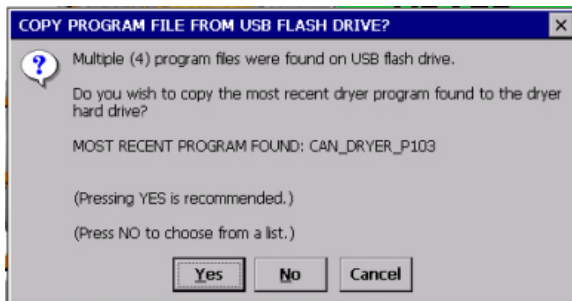 COPY PROGRAM FILE FROM USB FLASH DRIVE?
Multiple (4) program files were found on USB flash drive.
Do you wish to copy the most recent dryer program found to the dryer
hard drive?
MOST RECENT PROGRAM FOUND: CAN_DRYER_P103
(Pressing YES is recommended.)
(Press NO to choose from a list.)
Yes No Cancel